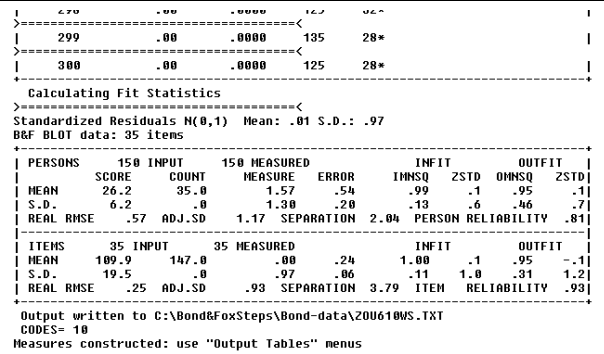 >=====================================<
| 299 .00 .0000 135 28*
>=====================================<
| 300 .00 .0000 125 28*
Calculating Fit Statistics
>=====================================<
Standardized Residuals N(0,1) Mean: .01 S.D.: .97
B&F BLOT data: 35 items
| PERSONS 150 INPUT 150 MEASURED INFIT OUTFIT |
| SCORE COUNT MEASURE ERROR IMNSQ ZSTD OMNSQ ZSTD|
| MEAN 26.2 35.0 1.57 .54 .99 .1 .95 .1|
| S.D. 6.2 .0 1.30 .20 .13 .6 .46 .7|
| REAL RMSE .57 ADJ.SD 1.17 SEPARATION 2.04 PERSON RELIABILITY .81|
| ITEMS 35 INPUT 35 MEASURED INFIT OUTFIT |
| MEAN 109.9 147.0 .00 .24 1.00 .1 .95 -.1|
| S.D. 19.5 .0 .97 .06 .11 1.0 .31 1.2|
| REAL RMSE .25 ADJ.SD .93 SEPARATION 3.79 ITEM RELIABILITY .93|
Output written to C:\Bond&FoxSteps\Bond-data\ZOU610WS.TXT
CODES= 10
Measures constructed: use "Output Tables" menus